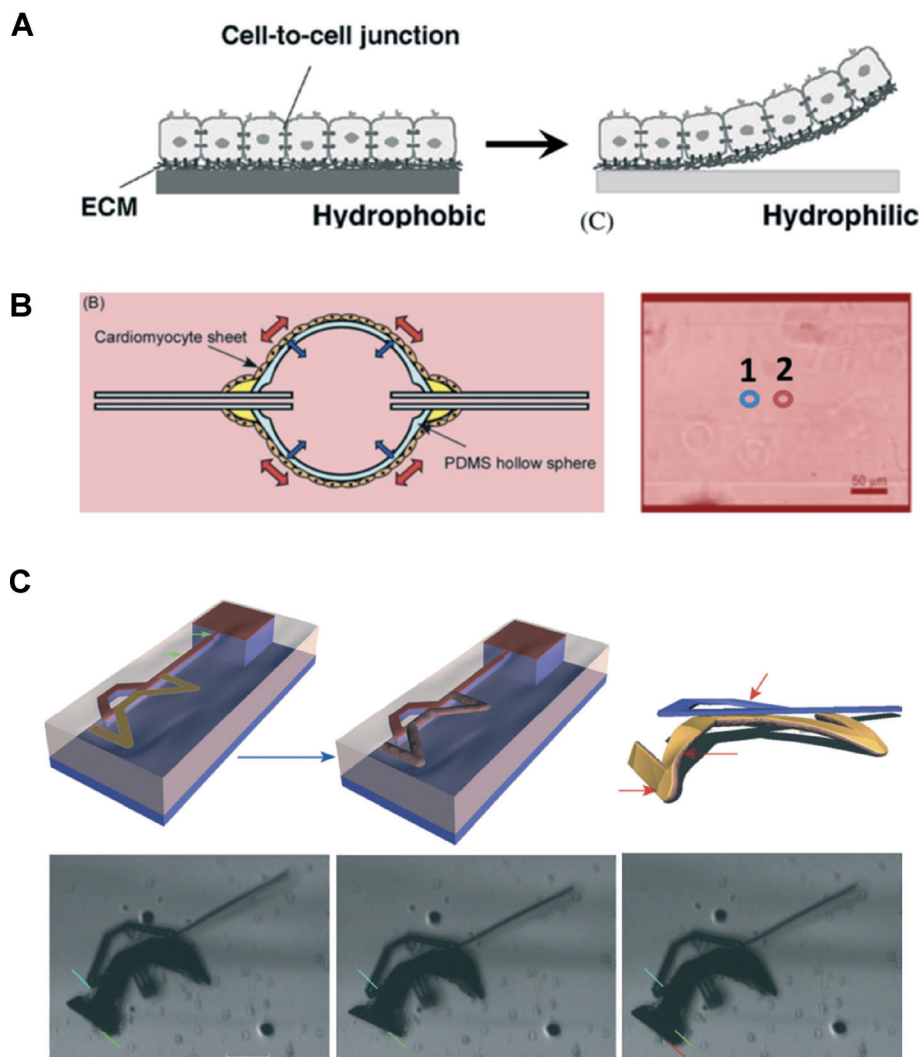 A
Cell-to-cell junction
ECM
Hydrophobic
(C)
Hydrophilic
B
(B)
Cardiomyocyte sheet
PDMS hollow sphere
1 2
50 µm
C